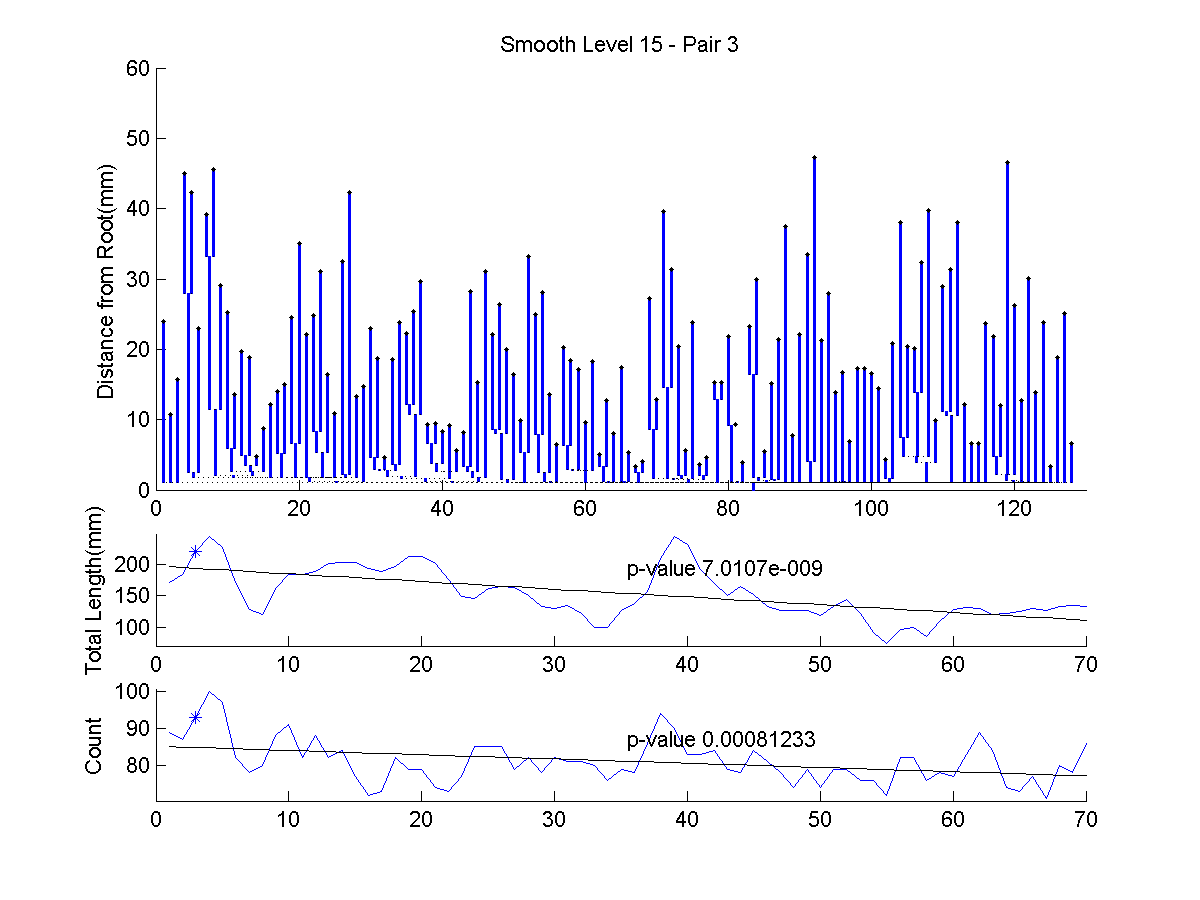 Smooth Level 15 - Pair 3
60
50
40
30
20
10
0
Distance from Root(mm)
0 20 40 60 80 100 120
200
150
100
Total Length(mm)
p-value 7.0107e-009
0 10 20 30 40 50 60 70
100
90
80
Count
p-value 0.00081233
0 10 20 30 40 50 60 70